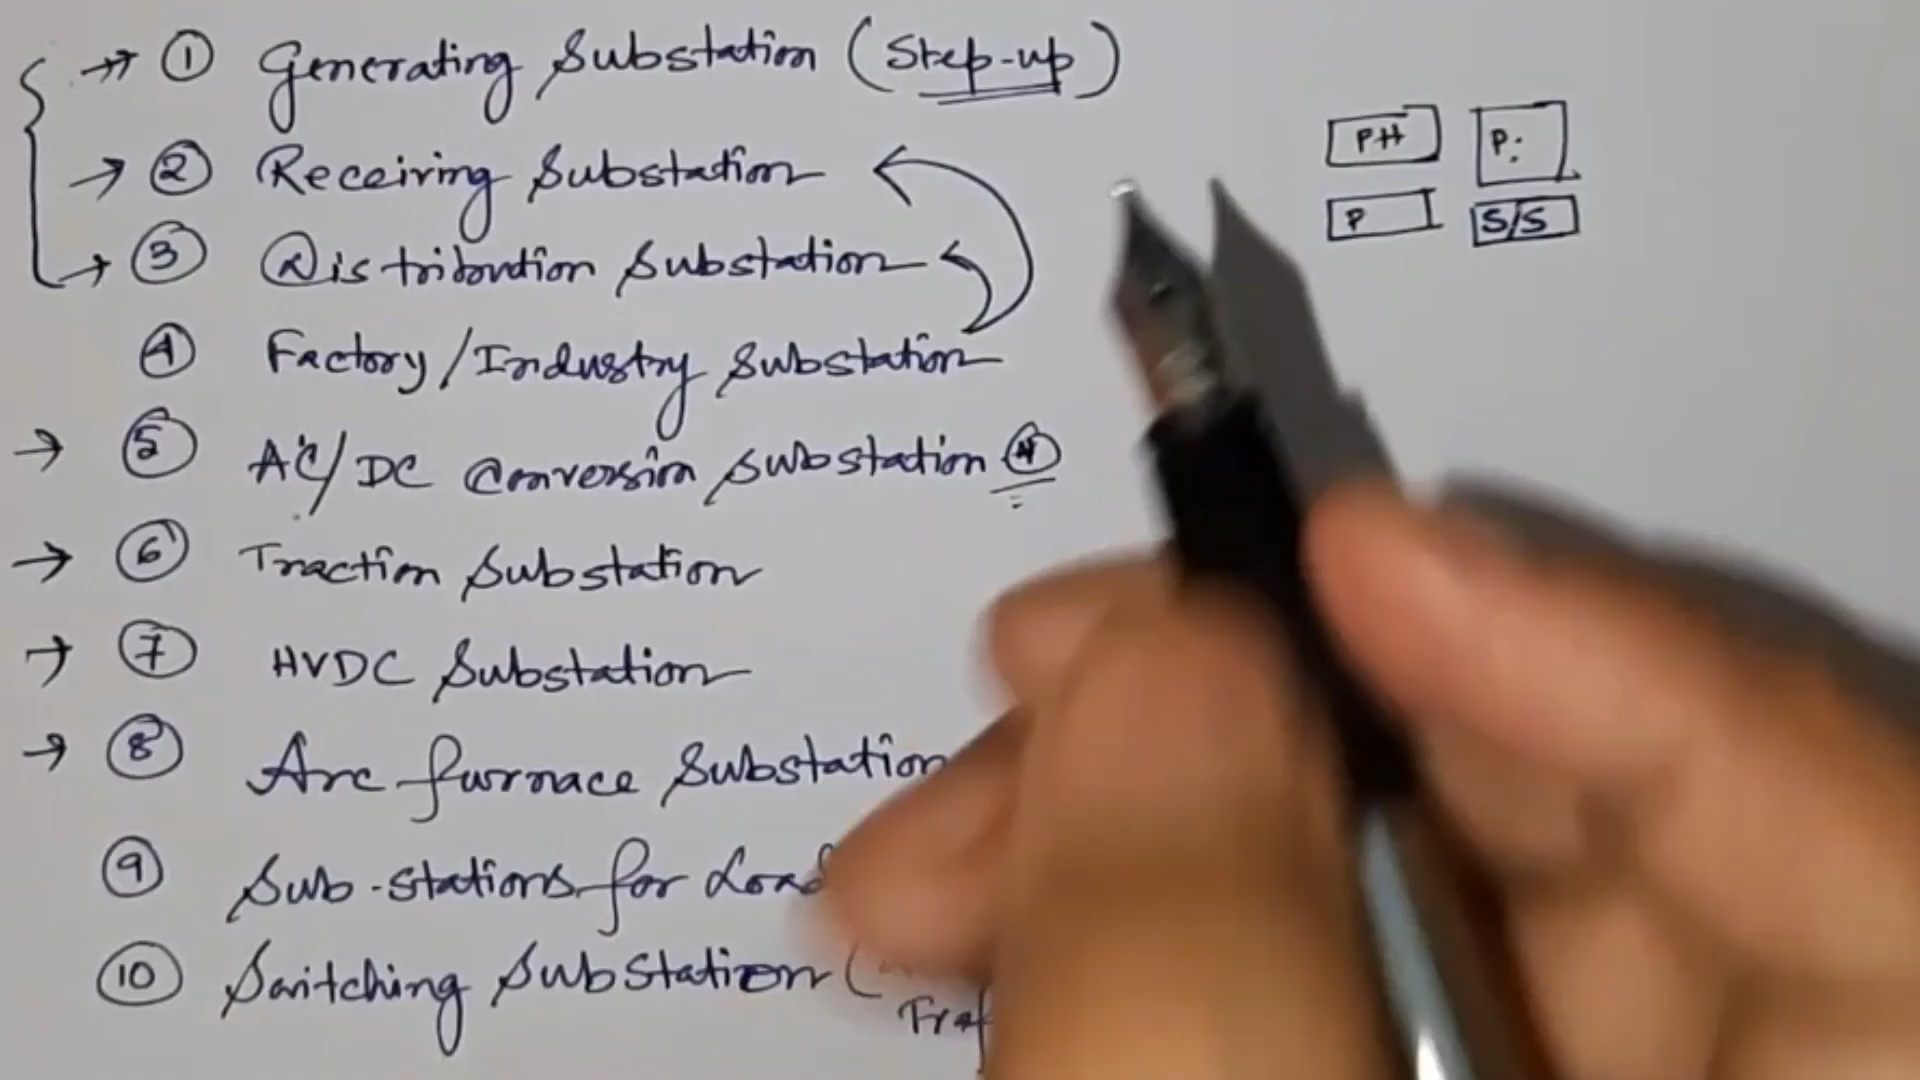 → ① Generating Substation (Step-up)
→ ② Receiving Substation
→ ③ Distribution Substation
④ Factory/Industry Substation
→ ⑤ AC/DC Conversion Substation ④
→ ⑥ Traction Substation
→ ⑦ HVDC Substation
→ ⑧ Arc furnace Substation
⑨ Sub-stations for Load
⑩ Switching Substation (
PH
P:
P
S/S